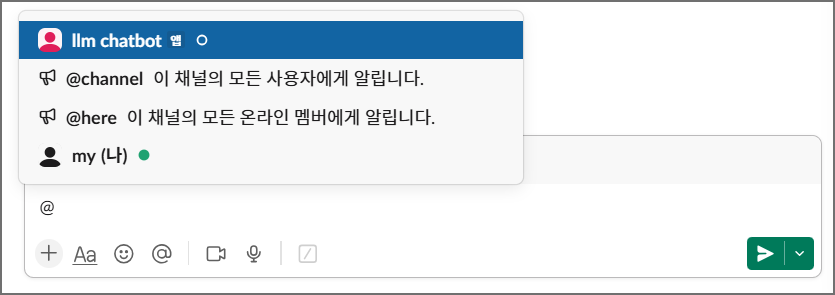 llm chatbot 앱
@channel 이 채널의 모든 사용자에게 알립니다.
@here 이 채널의 모든 온라인 멤버에게 알립니다.
my (나)
@
Aa